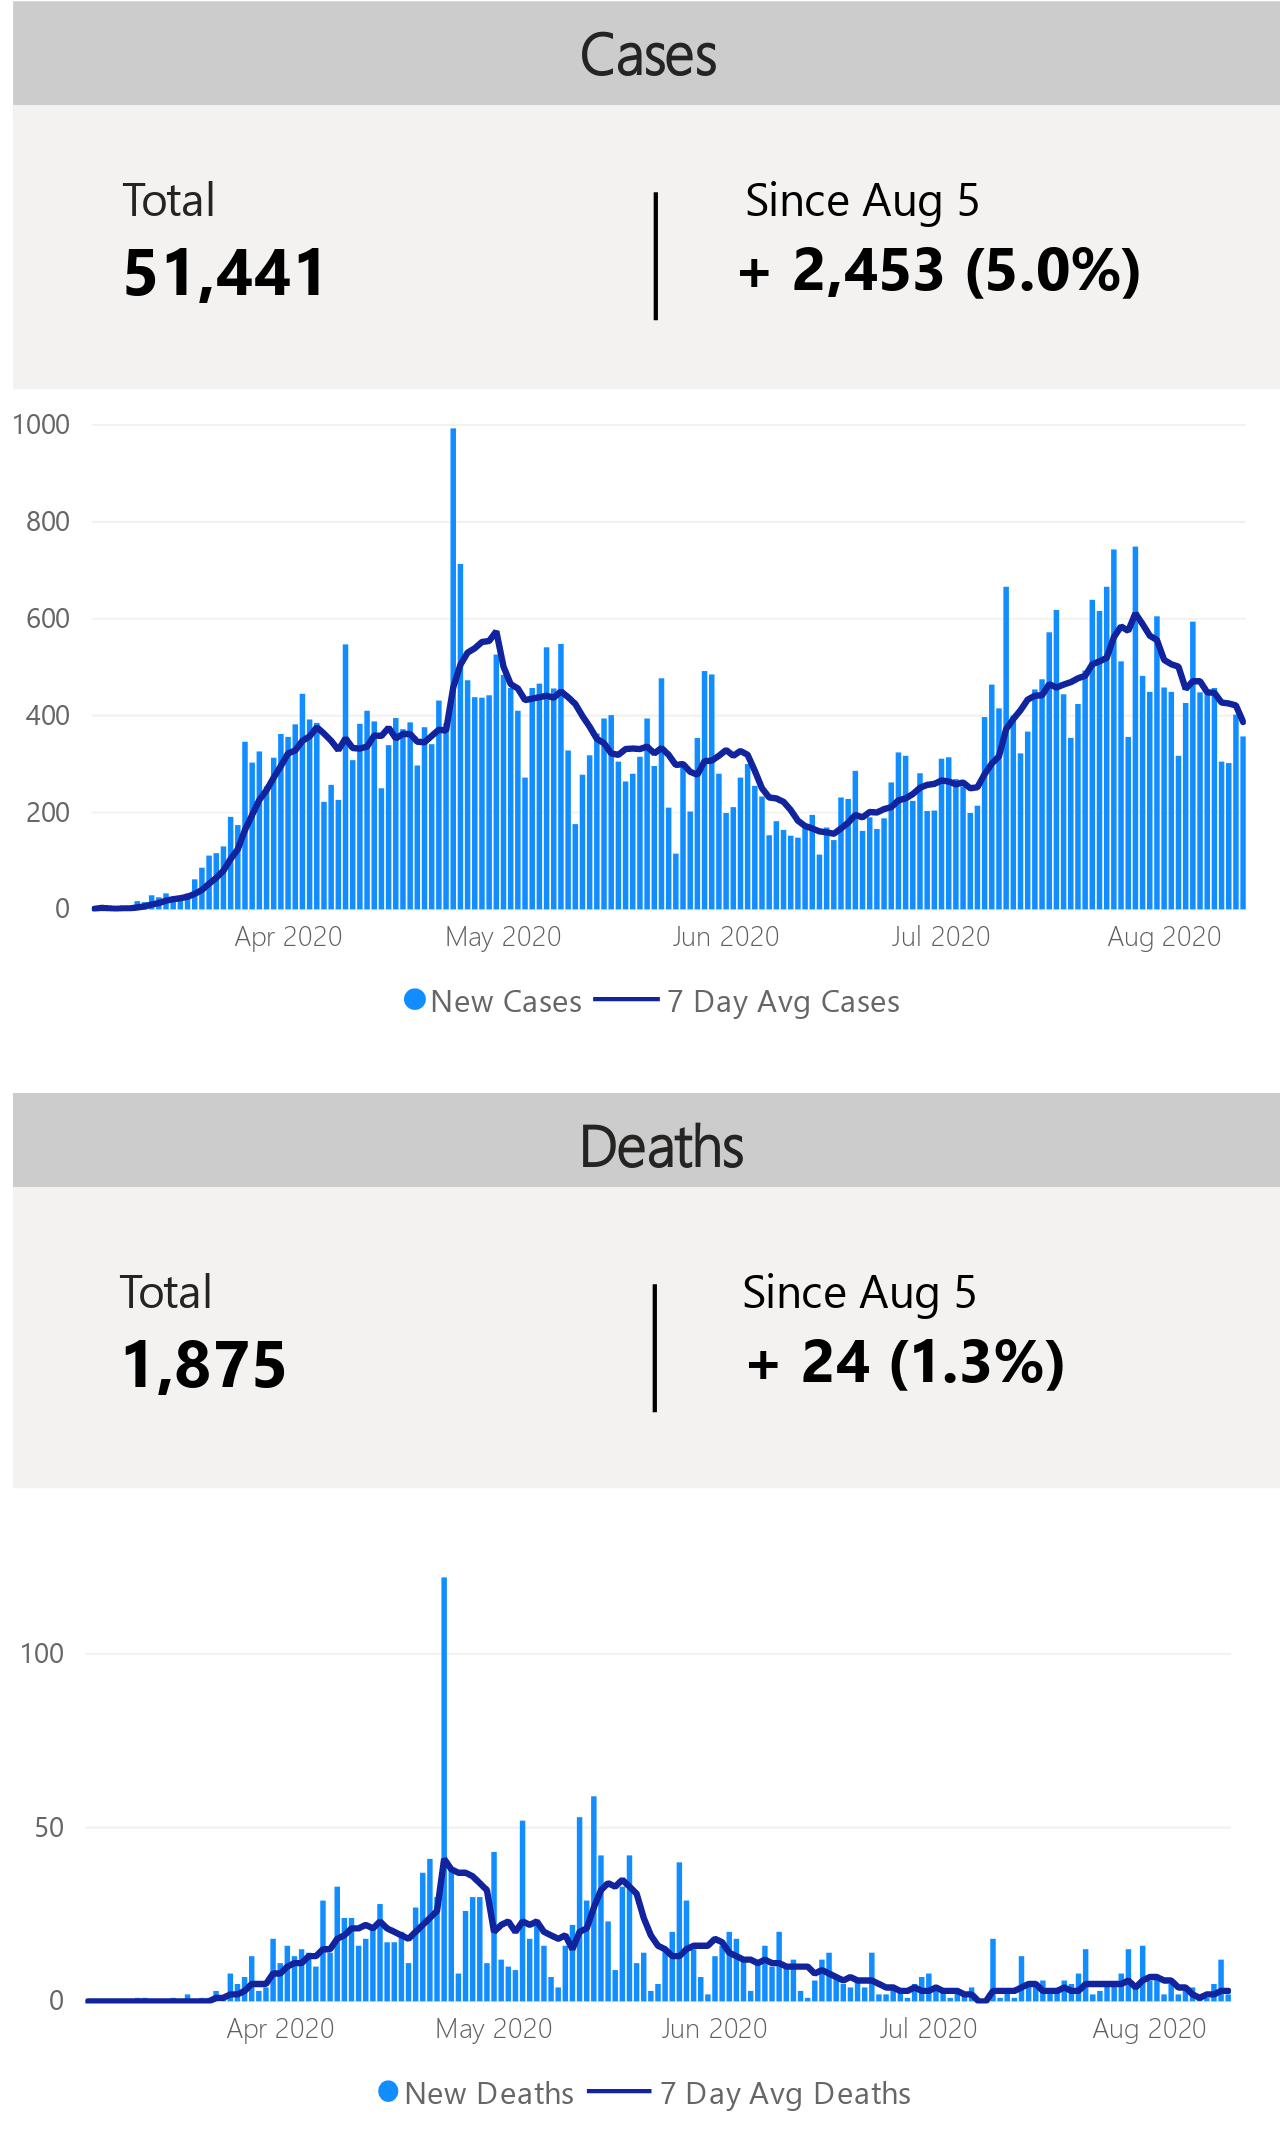 Cases
Total
Since Aug 5
51,441
+ 2,453 (5.0%)
1000
800
600
400
200
0
Apr 2020
May 2020
Jun 2020
Jul 2020
Aug 2020
New Cases
7 Day Avg Cases
Deaths
Total
Since Aug 5
1,875
+ 24 (1.3%)
100
50
0
Apr 2020
May 2020
Jun 2020
Jul 2020
Aug 2020
New Deaths
7 Day Avg Deaths